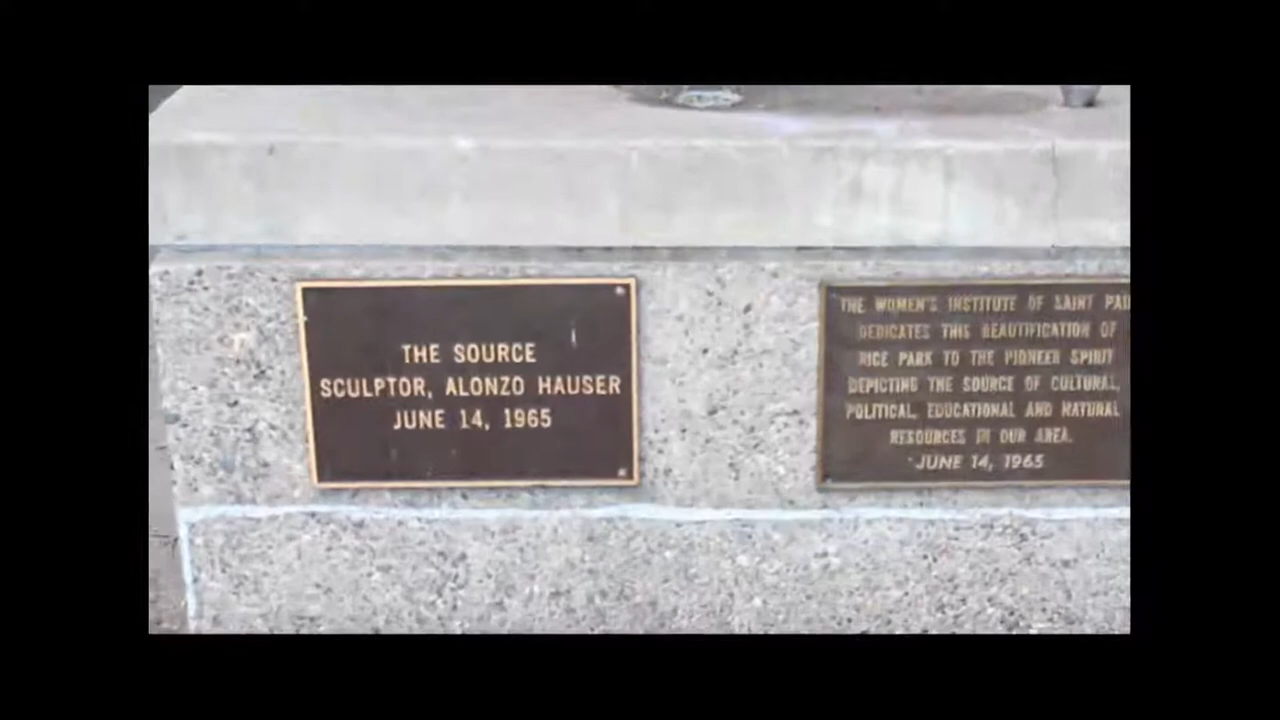 THE SOURCE
SCULPTOR, ALONZO HAUSER
JUNE 14, 1965
THE WOMEN'S INSTITUTE OF SAINT PAU
DEDICATES THIS BEAUTIFICATION OF
RICE PARK TO THE PIONEER SPIRIT
DEPICTING THE SOURCE OF CULTURAL,
POLITICAL, EDUCATIONAL AND NATURAL
RESOURCES IN OUR AREA.
JUNE 14, 1965